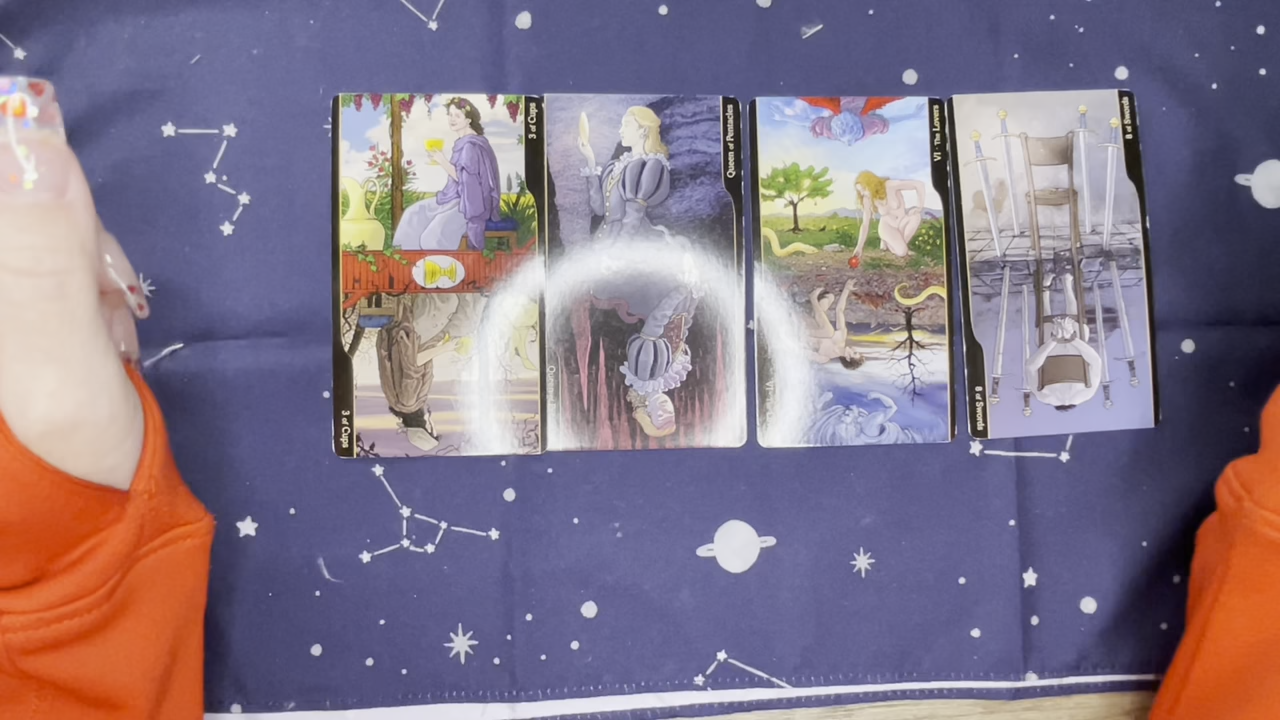 3 of Cups
Queen of Pentacles
VI - The Lovers
8 of Swords
3 of Cups
8 of Swords